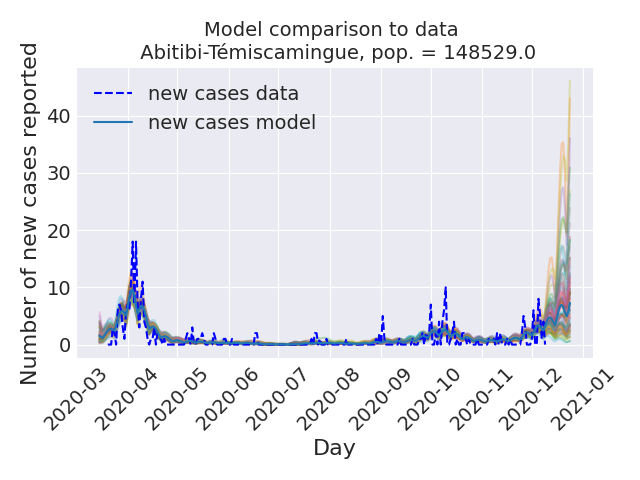 Model comparison to data
Abitibi-Témiscamingue, pop. = 148529.0
Number of new cases reported
40
30
20
10
0
new cases data
new cases model
2020-03
2020-04
2020-05
2020-06
2020-07
2020-08
2020-09
2020-10
2020-11
2020-12
2021-01
Day